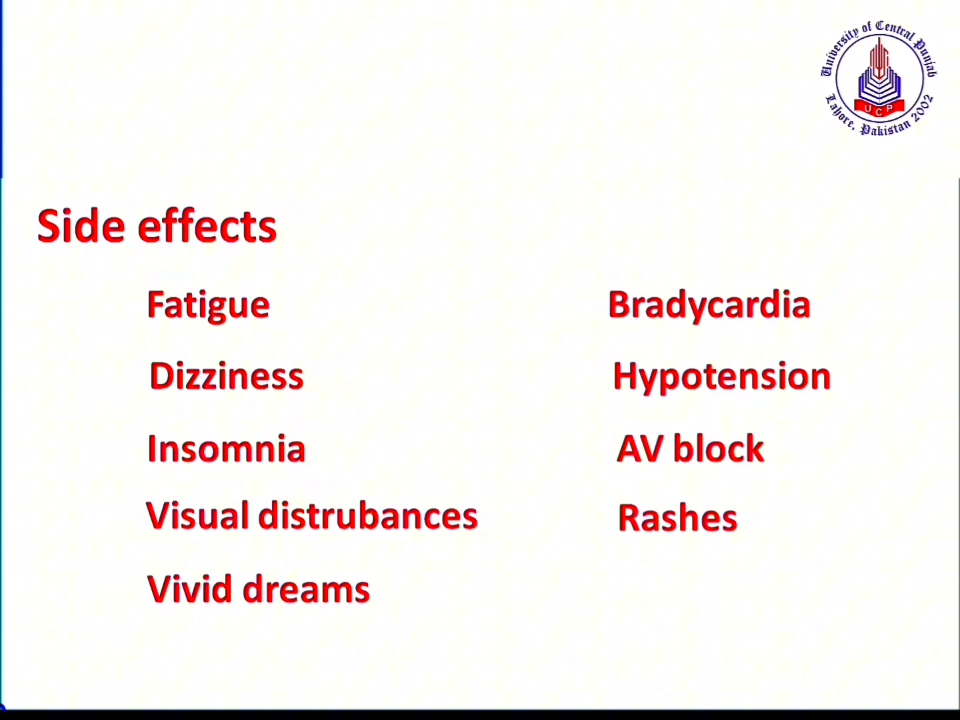 University of Central Punjab
UCP
Lahore, Pakistan 2002
Side effects
Fatigue
Dizziness
Insomnia
Visual distrubances
Vivid dreams
Bradycardia
Hypotension
AV block
Rashes